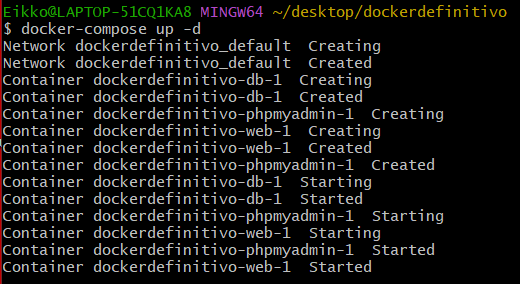 Eikko@LAPTOP-51CQ1KA8 MINGW64 ~/desktop/dockerdefinitivo
$ docker-compose up -d
Network dockerdefinitivo_default  Creating
Network dockerdefinitivo_default  Created
Container dockerdefinitivo-db-1  Creating
Container dockerdefinitivo-db-1  Created
Container dockerdefinitivo-phpmyadmin-1  Creating
Container dockerdefinitivo-web-1  Creating
Container dockerdefinitivo-web-1  Created
Container dockerdefinitivo-phpmyadmin-1  Created
Container dockerdefinitivo-db-1  Starting
Container dockerdefinitivo-db-1  Started
Container dockerdefinitivo-phpmyadmin-1  Starting
Container dockerdefinitivo-web-1  Starting
Container dockerdefinitivo-phpmyadmin-1  Started
Container dockerdefinitivo-web-1  Started